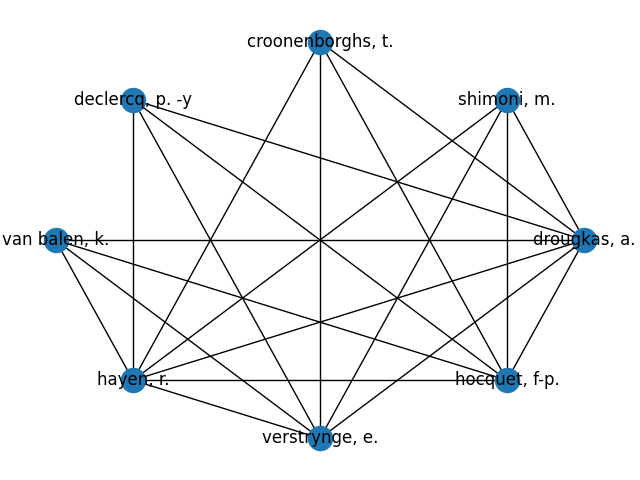 croonenborghs, t.
declercq, p. -y
shimoni, m.
van balen, k.
drougkas, a.
hayen, r.
hocquet, f-p.
verstrynge, e.